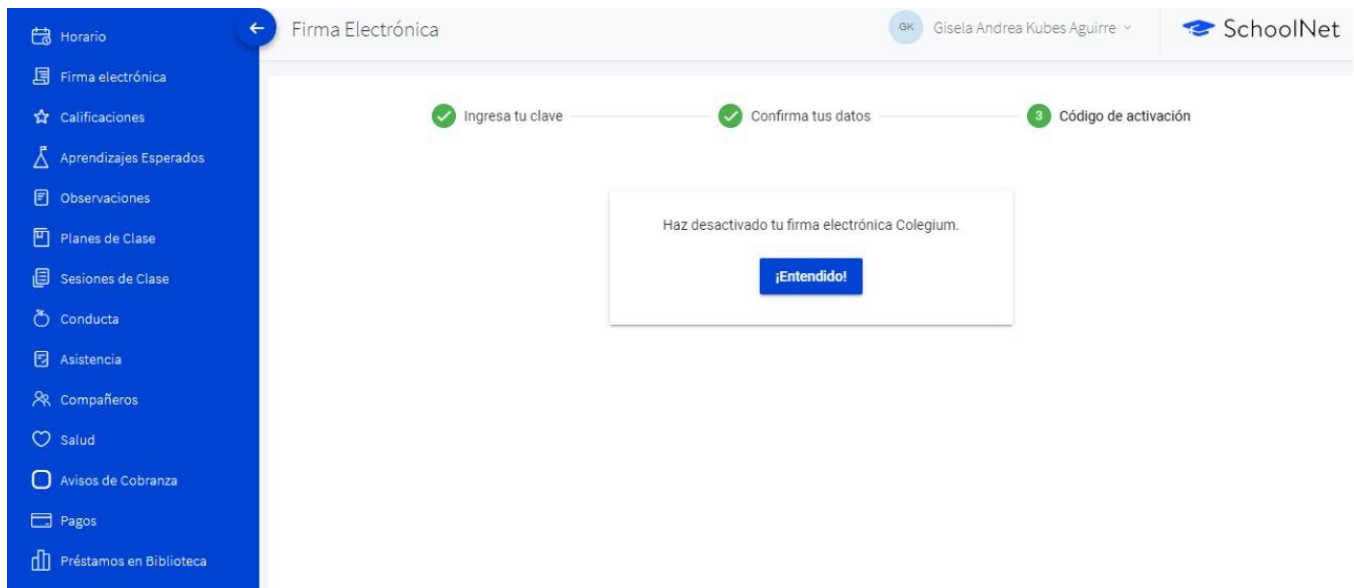 Horario
Firma electrónica
Calificaciones
Aprendizajes Esperados
Observaciones
Planes de Clase
Sesiones de Clase
Conducta
Asistencia
Compañeros
Salud
Avisos de Cobranza
Pagos
Préstamos en Biblioteca
Firma Electrónica
GK Gisela Andrea Kubes Aguirre
SchoolNet
Ingresa tu clave
Confirma tus datos
3 Código de activación
Haz desactivado tu firma electrónica Colegium.
¡Entendido!